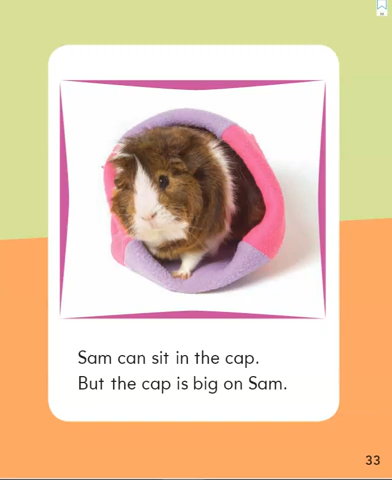 Sam can sit in the cap.
But the cap is big on Sam.
33